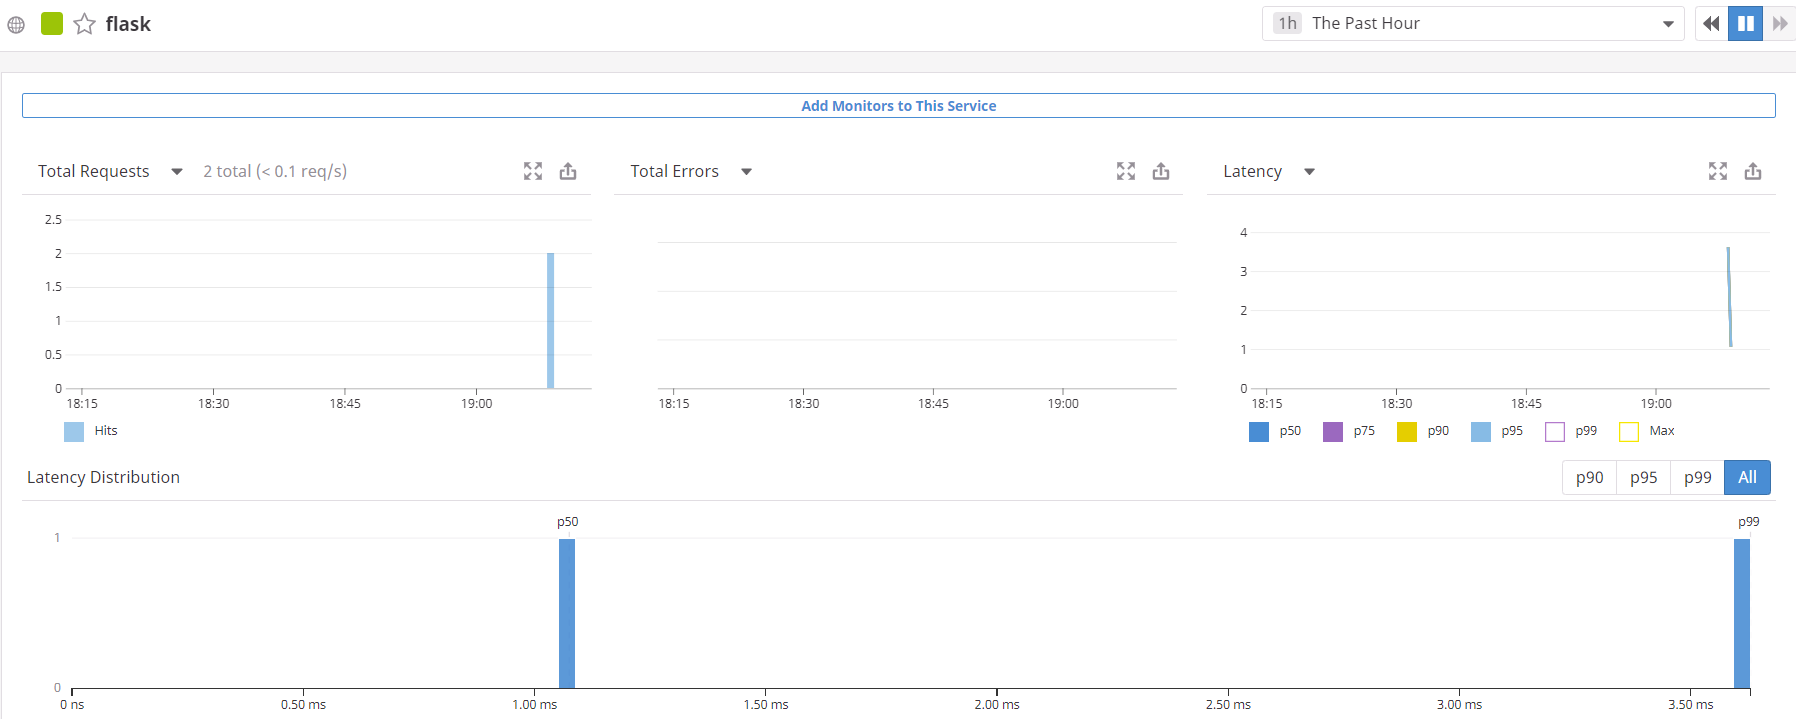 flask
1h The Past Hour
Add Monitors to This Service
Total Requests 2 total (< 0.1 req/s)
2.5
2
1.5
1
0.5
0
18:15 18:30 18:45 19:00
Hits
Total Errors
18:15 18:30 18:45 19:00
Latency
4
3
2
1
0
18:15 18:30 18:45 19:00
p50 p75 p90 p95 p99 Max
Latency Distribution
p90 p95 p99 All
p50 p99
1
0
0 ns 0.50 ms 1.00 ms 1.50 ms 2.00 ms 2.50 ms 3.00 ms 3.50 ms